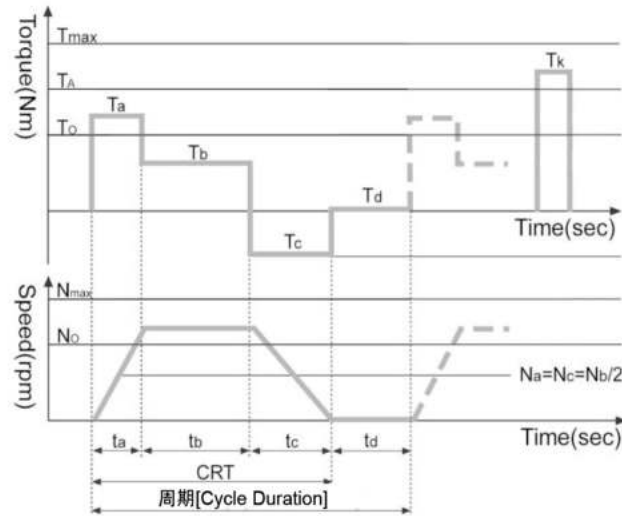 Torque(Nm)
Tmax
TA
TO
Ta
Tb
Tc
Td
Tk
Time(sec)
Speed(rpm)
Nmax
NO
Na=Nc=Nb/2
Time(sec)
ta
tb
tc
td
CRT
周期[Cycle Duration]